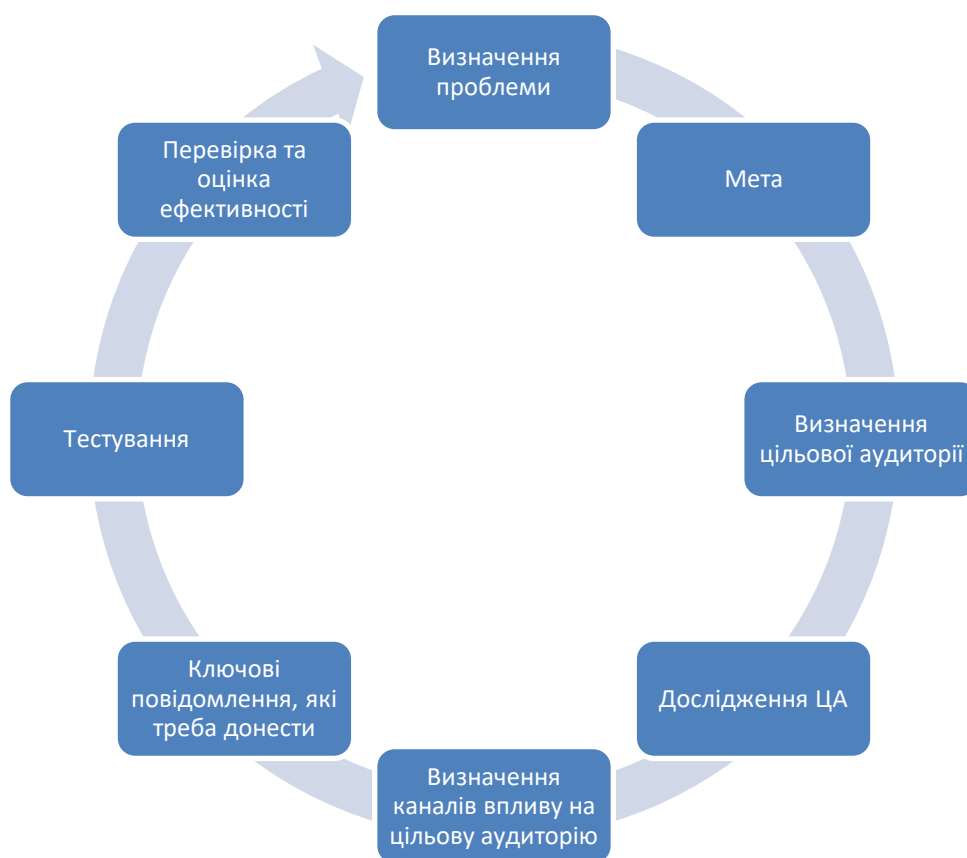 Визначення
проблеми
Мета
Визначення
цільової аудиторії
Дослідження ЦА
Визначення
каналів впливу на
цільову аудиторію
Ключові
повідомлення, які
треба донести
Тестування
Перевірка та
оцінка
ефективності